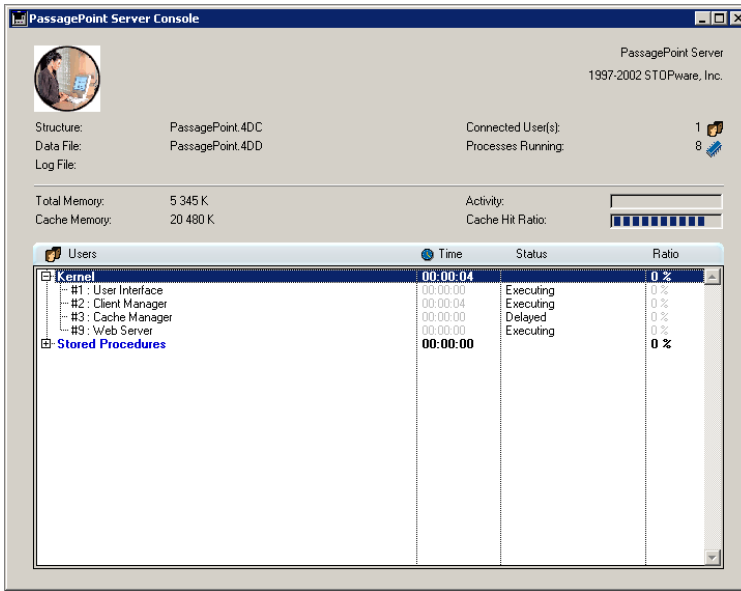 PassagePoint Server Console
PassagePoint Server
1997-2002 STOPware, Inc.
Structure: PassagePoint.4DC Connected User(s): 1
Data File: PassagePoint.4DD Processes Running: 8
Log File:
Total Memory: 5 345 K Activity:
Cache Memory: 20 480 K Cache Hit Ratio:
Users Time Status Ratio
Kernel 00:00:04 0 %
#1 : User Interface 00:00:00 Executing 0 %
#2 : Client Manager 00:00:04 Executing 0 %
#3 : Cache Manager 00:00:00 Delayed 0 %
#9 : Web Server 00:00:00 Executing 0 %
Stored Procedures 00:00:00 0 %